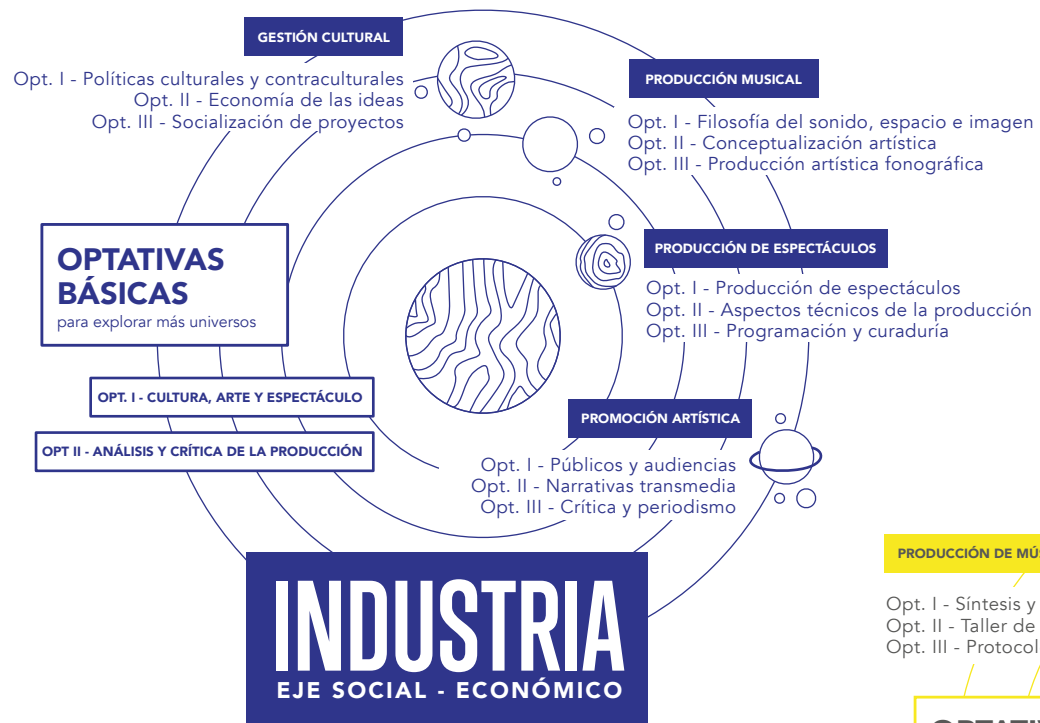 GESTIÓN CULTURAL
Opt. I - Políticas culturales y contraculturales
Opt. II - Economía de las ideas
Opt. III - Socialización de proyectos
PRODUCCIÓN MUSICAL
Opt. I - Filosofía del sonido, espacio e imagen
Opt. II - Conceptualización artística
Opt. III - Producción artística fonográfica
OPTATIVAS
BÁSICAS
para explorar más universos
PRODUCCIÓN DE ESPECTÁCULOS
Opt. I - Producción de espectáculos
Opt. II - Aspectos técnicos de la producción
Opt. III - Programación y curaduría
OPT. I - CULTURA, ARTE Y ESPECTÁCULO
OPT II - ANÁLISIS Y CRÍTICA DE LA PRODUCCIÓN
PROMOCIÓN ARTÍSTICA
Opt. I - Públicos y audiencias
Opt. II - Narrativas transmedia
Opt. III - Crítica y periodismo
INDUSTRIA
EJE SOCIAL - ECONÓMICO
PRODUCCIÓN DE
Opt. I - Síntesis y
Opt. II - Taller de
Opt. III -